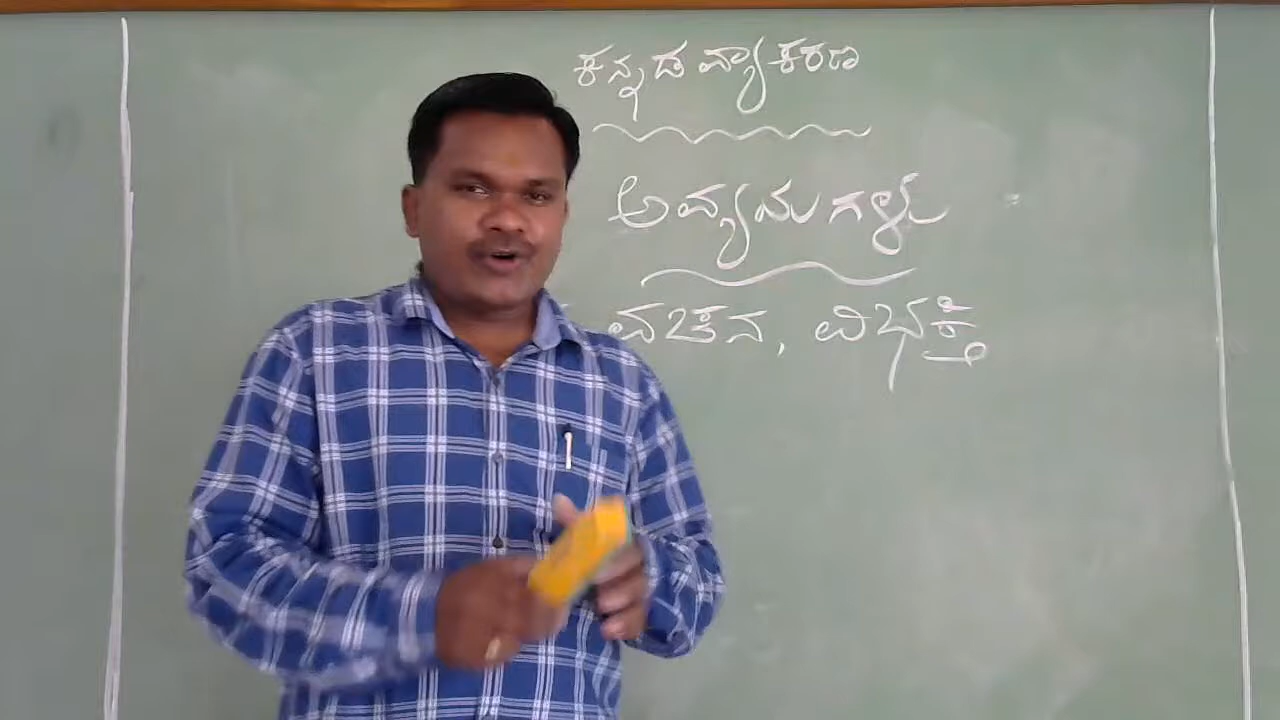 ಕನ್ನಡ ವ್ಯಾಕರಣ
ಅವ್ಯಯಗಳು
ವಚನ, ವಿಭಕ್ತಿ